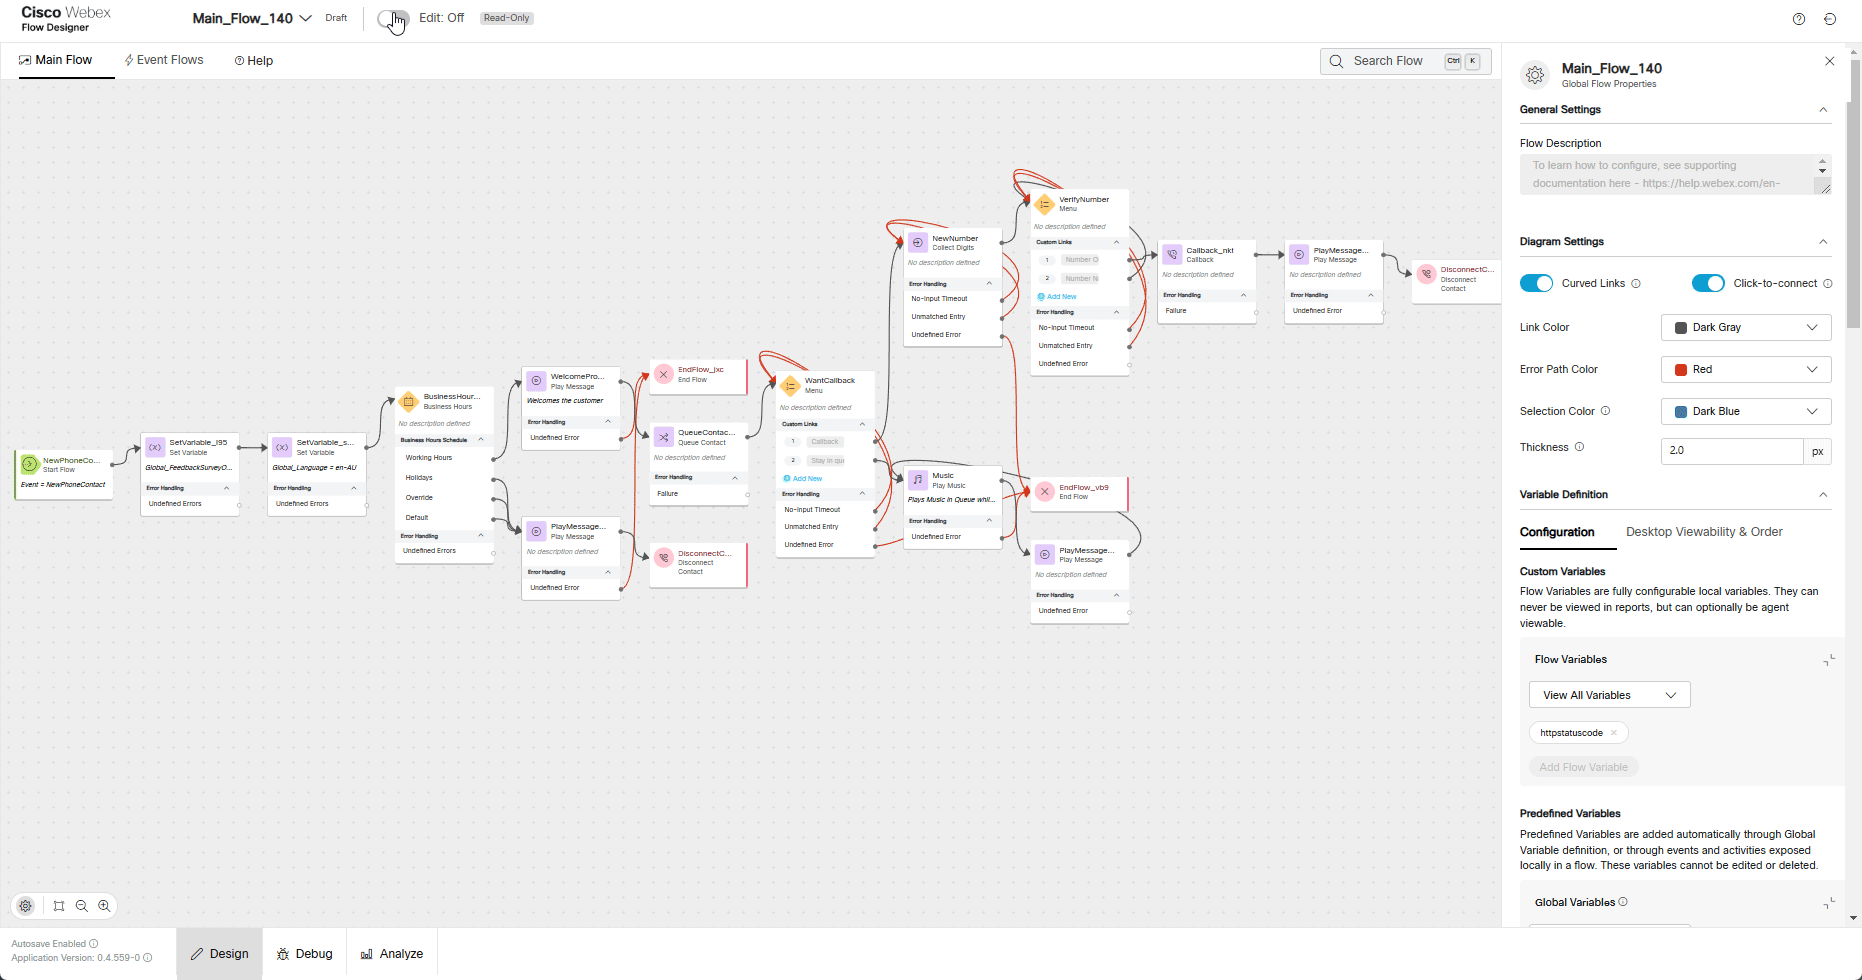 Cisco Webex
Flow Designer
Main_Flow_140
Draft
Edit: Off
Read-Only
Main Flow
Event Flows
Help
Search Flow
Ctrl
K
NewPhoneCo...
Start Flow
Event = NewPhoneContact
SetVariable_l95
Set Variable
Global_FeedbackSurveyO...
Error Handling
Undefined Errors
SetVariable_s...
Set Variable
Global_Language = en-AU
Error Handling
Undefined Errors
BusinessHour...
Business Hours
No description defined
Business Hours Schedule
Working Hours
Holidays
Override
Default
Error Handling
Undefined Errors
WelcomePro...
Play Message
Welcomes the customer
Error Handling
Undefined Error
PlayMessage...
Play Message
No description defined
Error Handling
Undefined Error
EndFlow_jxc
End Flow
QueueContac...
Queue Contact
No description defined
Error Handling
Failure
DisconnectC...
Disconnect
Contact
WantCallback
Menu
No description defined
Custom Links
1
Callback
2
Stay in qu
Add New
Error Handling
No-Input Timeout
Unmatched Entry
Undefined Error
NewNumber
Collect Digits
No description defined
Error Handling
No-Input Timeout
Unmatched Entry
Undefined Error
Music
Play Music
Plays Music in Queue whil...
Error Handling
Undefined Error
VerifyNumber
Menu
No description defined
Custom Links
1
Number O
2
Number N
Add New
Error Handling
No-Input Timeout
Unmatched Entry
Undefined Error
EndFlow_vb9
End Flow
PlayMessage...
Play Message
No description defined
Error Handling
Undefined Error
Callback_nkt
Callback
No description defined
Error Handling
Failure
PlayMessage...
Play Message
No description defined
Error Handling
Undefined Error
DisconnectC...
Disconnect
Contact
Main_Flow_140
Global Flow Properties
General Settings
Flow Description
To learn how to configure, see supporting
documentation here - https://help.webex.com/en-
Diagram Settings
Curved Links
Click-to-connect
Link Color
Dark Gray
Error Path Color
Red
Selection Color
Dark Blue
Thickness
2.0
px
Variable Definition
Configuration
Desktop Viewability & Order
Custom Variables
Flow Variables are fully configurable local variables. They can
never be viewed in reports, but can optionally be agent
viewable.
Flow Variables
View All Variables
httpstatuscode
Add Flow Variable
Predefined Variables
Predefined Variables are added automatically through Global
Variable definition, or through events and activities exposed
locally in a flow. These variables cannot be edited or deleted.
Global Variables
Autosave Enabled
Application Version: 0.4.559-0
Design
Debug
Analyze